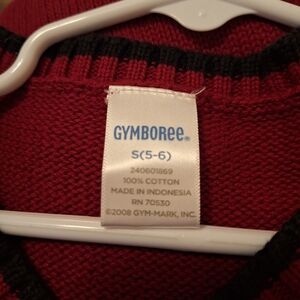 GYMBOREE®
S(5-6)
240601869
100% COTTON
MADE IN INDONESIA
RN 70530
©2008 GYM-MARK, INC.